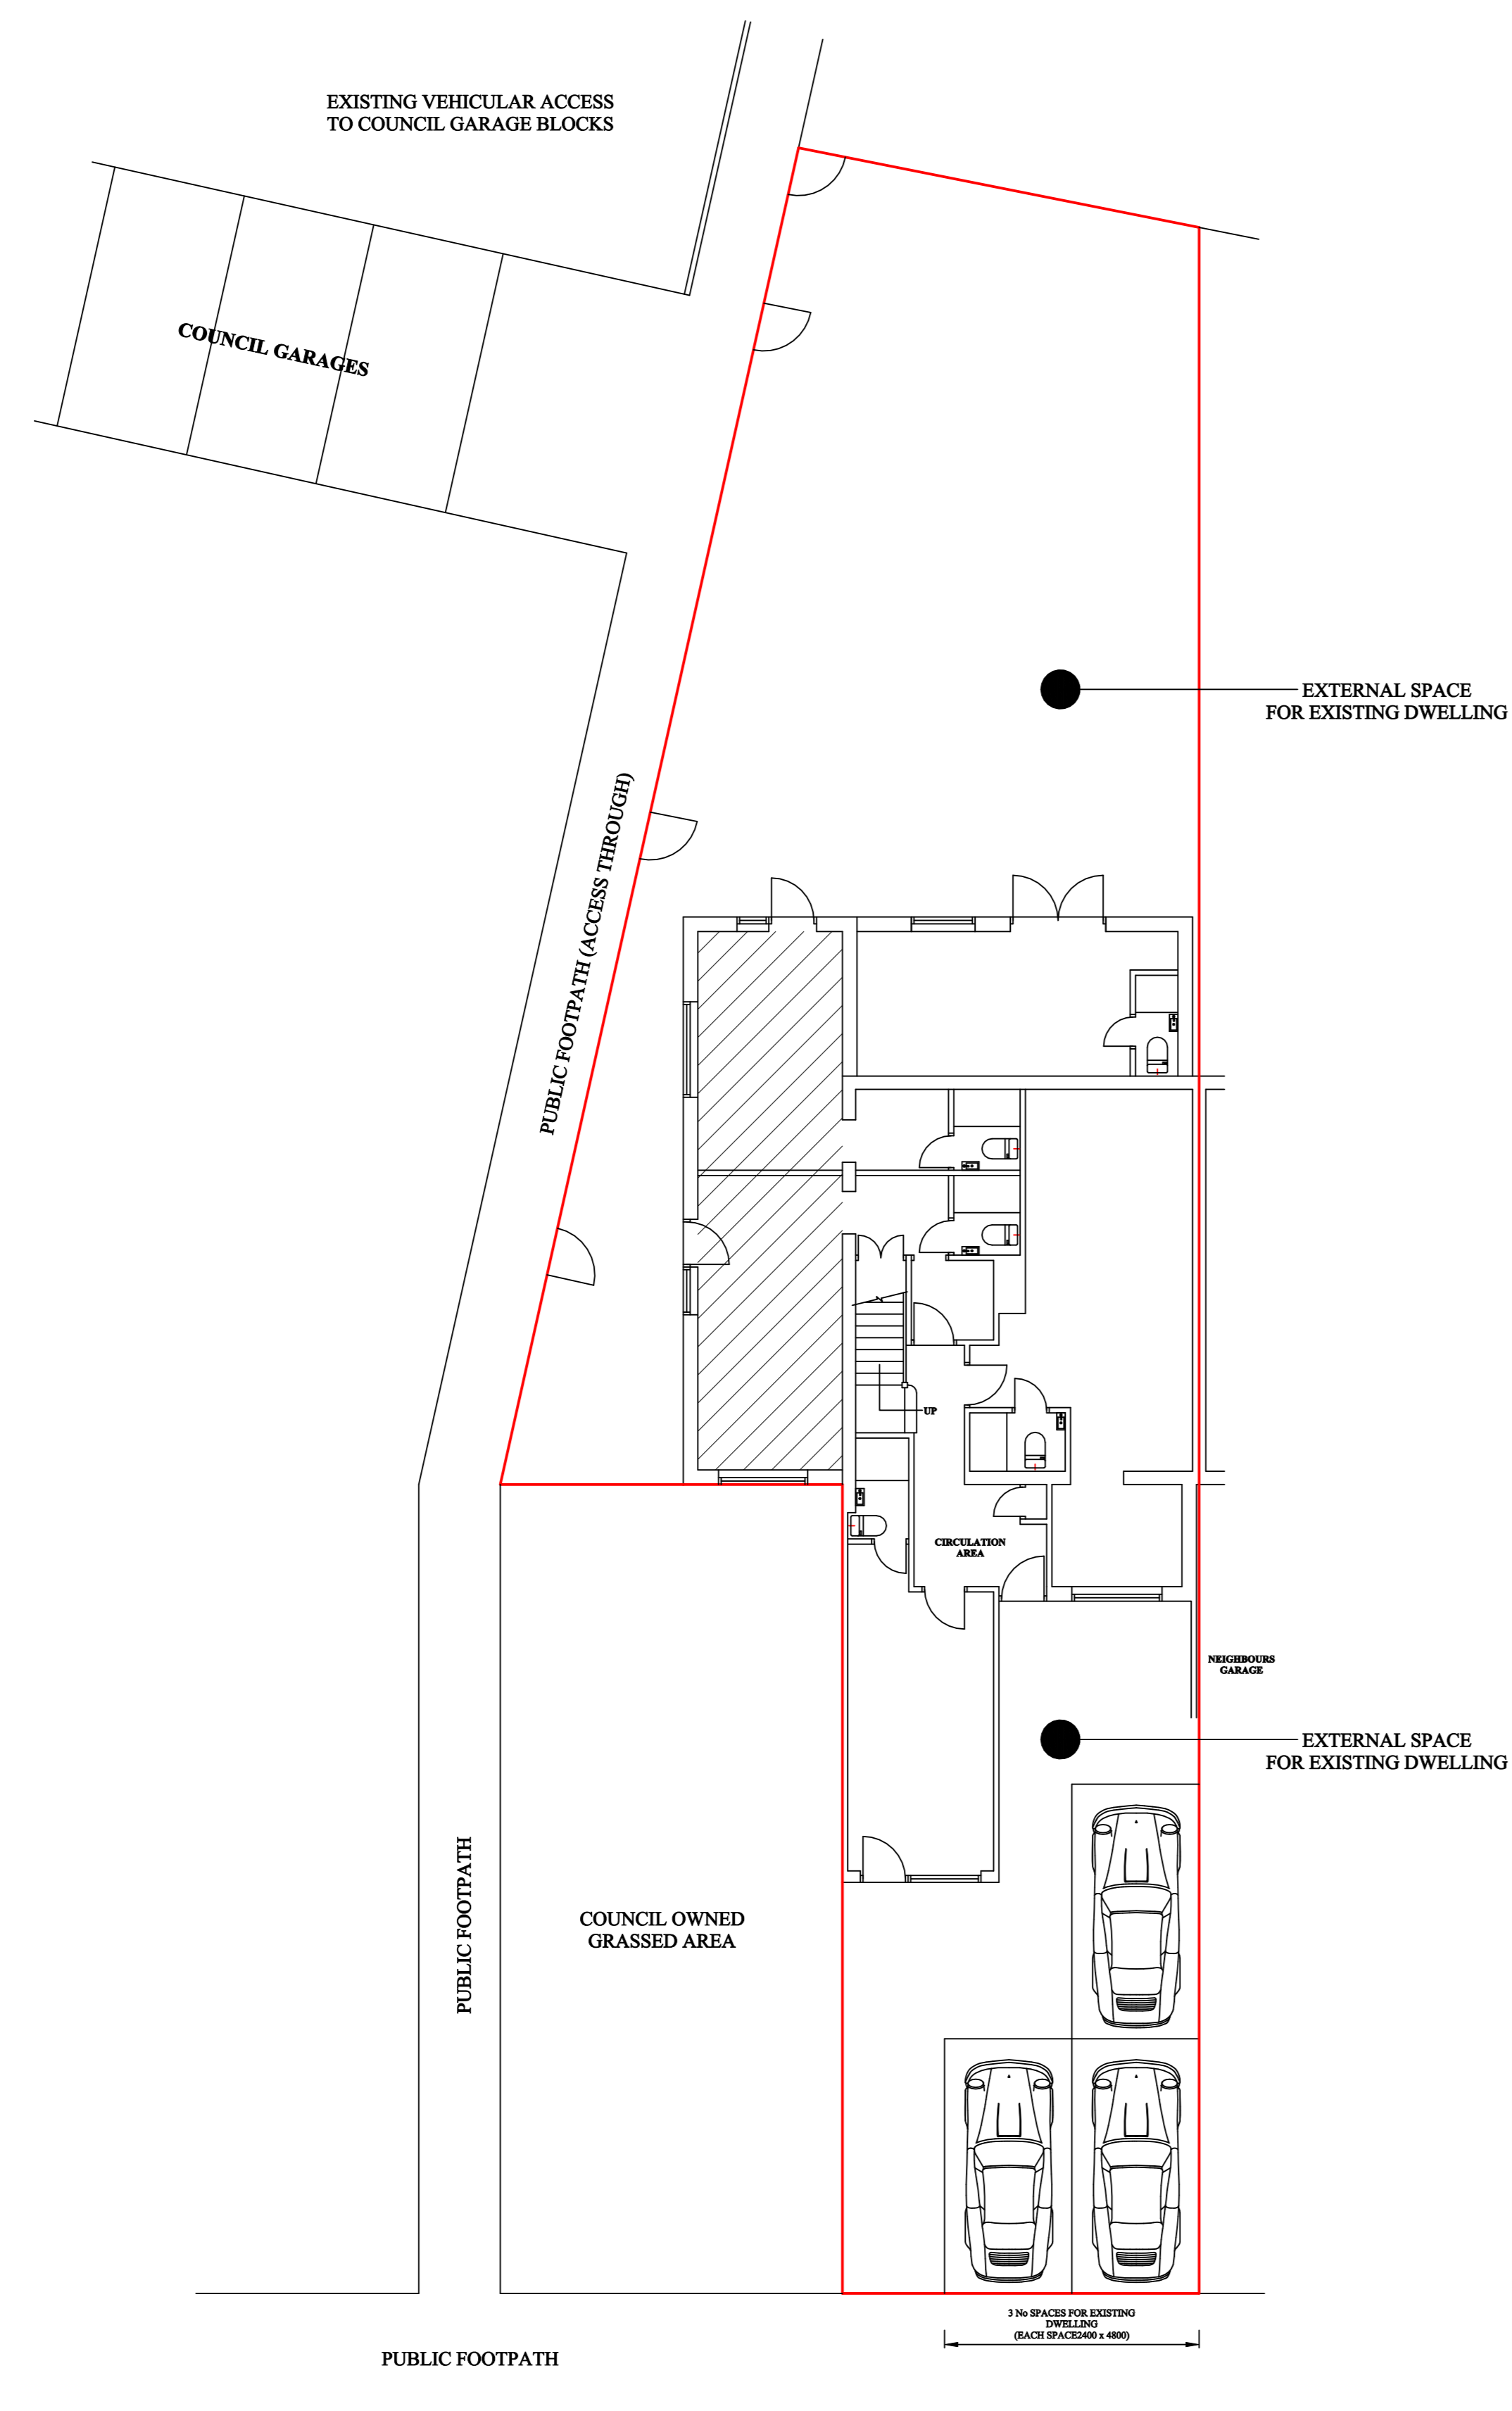 EXISTING VEHICULAR ACCESS
TO COUNCIL GARAGE BLOCKS
COUNCIL GARAGES
EXTERNAL SPACE
FOR EXISTING DWELLING
PUBLIC FOOTPATH (ACCESS THROUGH)
UP
CIRCULATION
AREA
NEIGHBOURS
GARAGE
EXTERNAL SPACE
FOR EXISTING DWELLING
PUBLIC FOOTPATH
COUNCIL OWNED
GRASSED AREA
3 No SPACES FOR EXISTING
DWELLING
(EACH SPACE2400 x 4800)
PUBLIC FOOTPATH